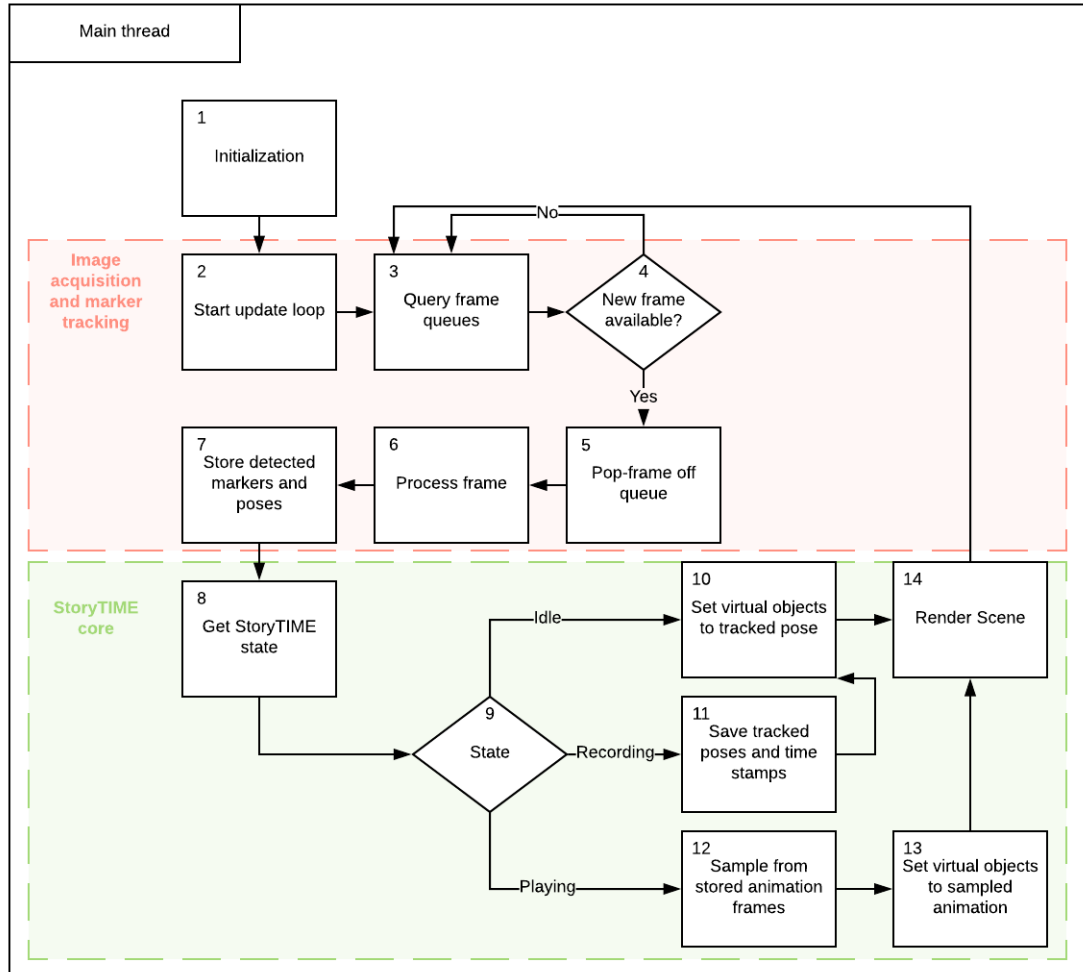 Main thread
1
Initialization
Image
acquisition
and marker
tracking
2
Start update loop
3
Query frame
queues
No
4
New frame
available?
Yes
5
Pop-frame off
queue
6
Process frame
7
Store detected
markers and
poses
StoryTIME
core
8
Get StoryTIME
state
9
State
Idle
10
Set virtual objects
to tracked pose
14
Render Scene
Recording
11
Save tracked
poses and time
stamps
Playing
12
Sample from
stored animation
frames
13
Set virtual objects
to sampled
animation